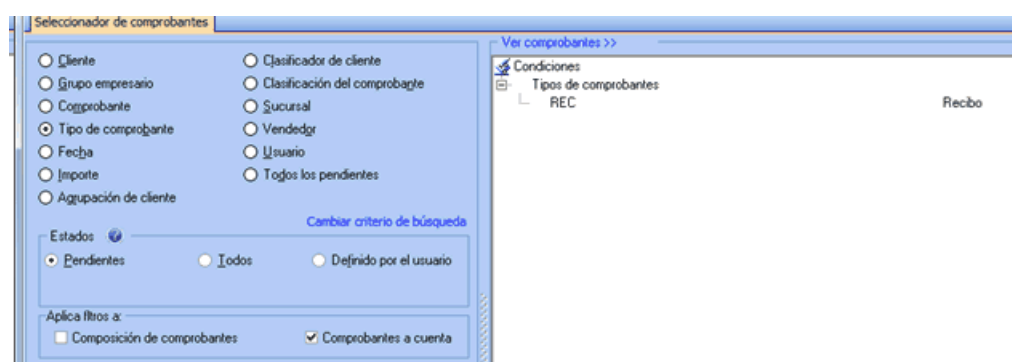 Seleccionador de comprobantes
Cliente
Clasificador de cliente
Grupo empresario
Clasificación del comprobante
Comprobante
Sucursal
Tipo de comprobante
Vendedor
Fecha
Usuario
Importe
Todos los pendientes
Agrupación de cliente
Cambiar criterio de búsqueda
Estados
Pendientes
Todos
Definido por el usuario
Aplica filtros a:
Composición de comprobantes
Comprobantes a cuenta
Ver comprobantes >>
Condiciones
Tipos de comprobantes
REC Recibo